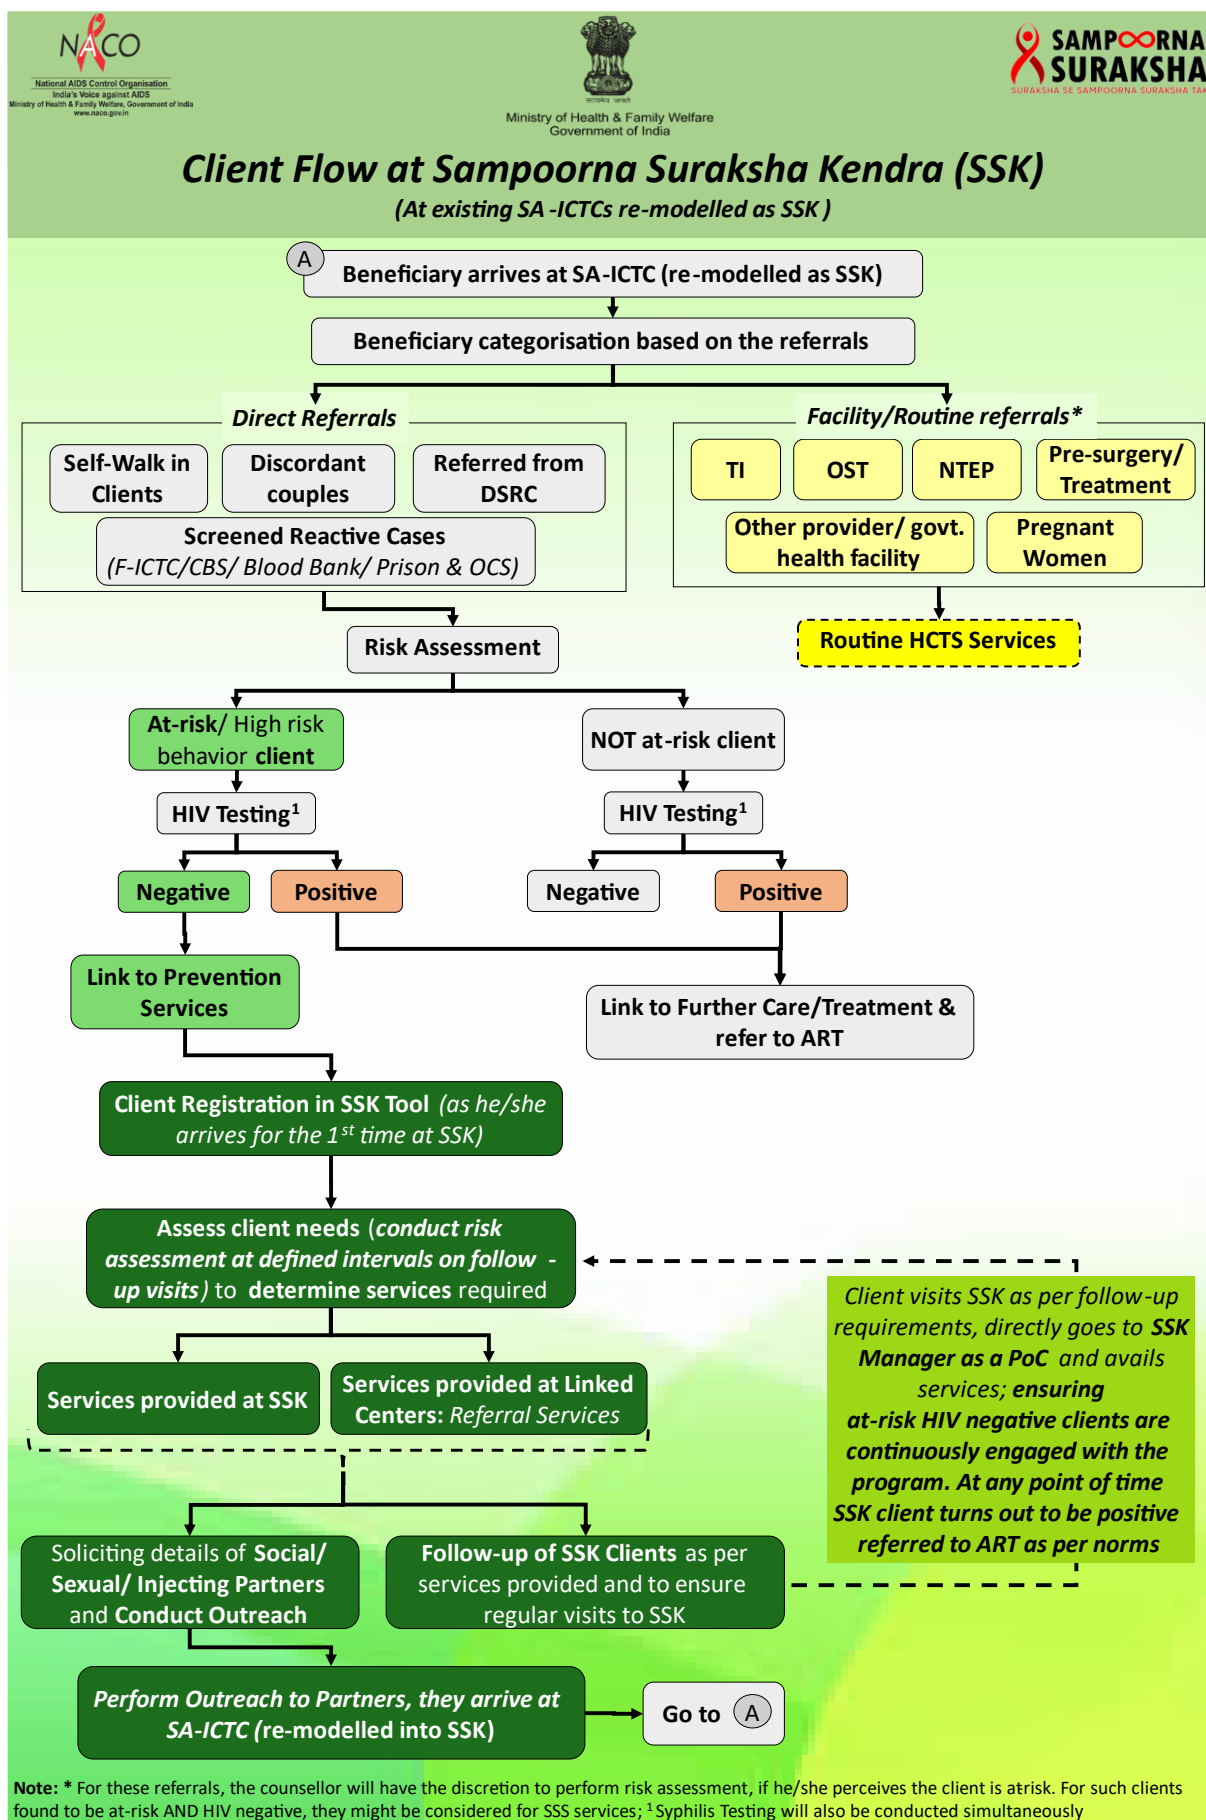 NACO
National AIDS Control Organisation
India's Voice against AIDS
Ministry of Health & Family Welfare, Government of India
www.naco.gov.in
सत्यमेव जयते
Ministry of Health & Family Welfare
Government of India
SAMPOORNA
SURAKSHA
SURAKSHA SE SAMPOORNA SURAKSHA TAK
Client Flow at Sampoorna Suraksha Kendra (SSK)
(At existing SA -ICTCs re-modelled as SSK )
A
Beneficiary arrives at SA-ICTC (re-modelled as SSK)
Beneficiary categorisation based on the referrals
Direct Referrals
Self-Walk in
Clients
Discordant
couples
Referred from
DSRC
Screened Reactive Cases
(F-ICTC/CBS/ Blood Bank/ Prison & OCS)
Facility/Routine referrals*
TI
OST
NTEP
Pre-surgery/
Treatment
Other provider/ govt.
health facility
Pregnant
Women
Routine HCTS Services
Risk Assessment
At-risk/ High risk
behavior client
NOT at-risk client
HIV Testing¹
HIV Testing¹
Negative
Positive
Negative
Positive
Link to Prevention
Services
Link to Further Care/Treatment &
refer to ART
Client Registration in SSK Tool (as he/she
arrives for the 1st time at SSK)
Assess client needs (conduct risk
assessment at defined intervals on follow -
up visits) to determine services required
Services provided at SSK
Services provided at Linked
Centers: Referral Services
Client visits SSK as per follow-up
requirements, directly goes to SSK
Manager as a PoC and avails
services; ensuring
at-risk HIV negative clients are
continuously engaged with the
program. At any point of time
SSK client turns out to be positive
referred to ART as per norms
Soliciting details of Social/
Sexual/ Injecting Partners
and Conduct Outreach
Follow-up of SSK Clients as per
services provided and to ensure
regular visits to SSK
Perform Outreach to Partners, they arrive at
SA-ICTC (re-modelled into SSK)
Go to A
Note: * For these referrals, the counsellor will have the discretion to perform risk assessment, if he/she perceives the client is at-risk. For such clients
found to be at-risk AND HIV negative, they might be considered for SSS services; ¹ Syphilis Testing will also be conducted simultaneously